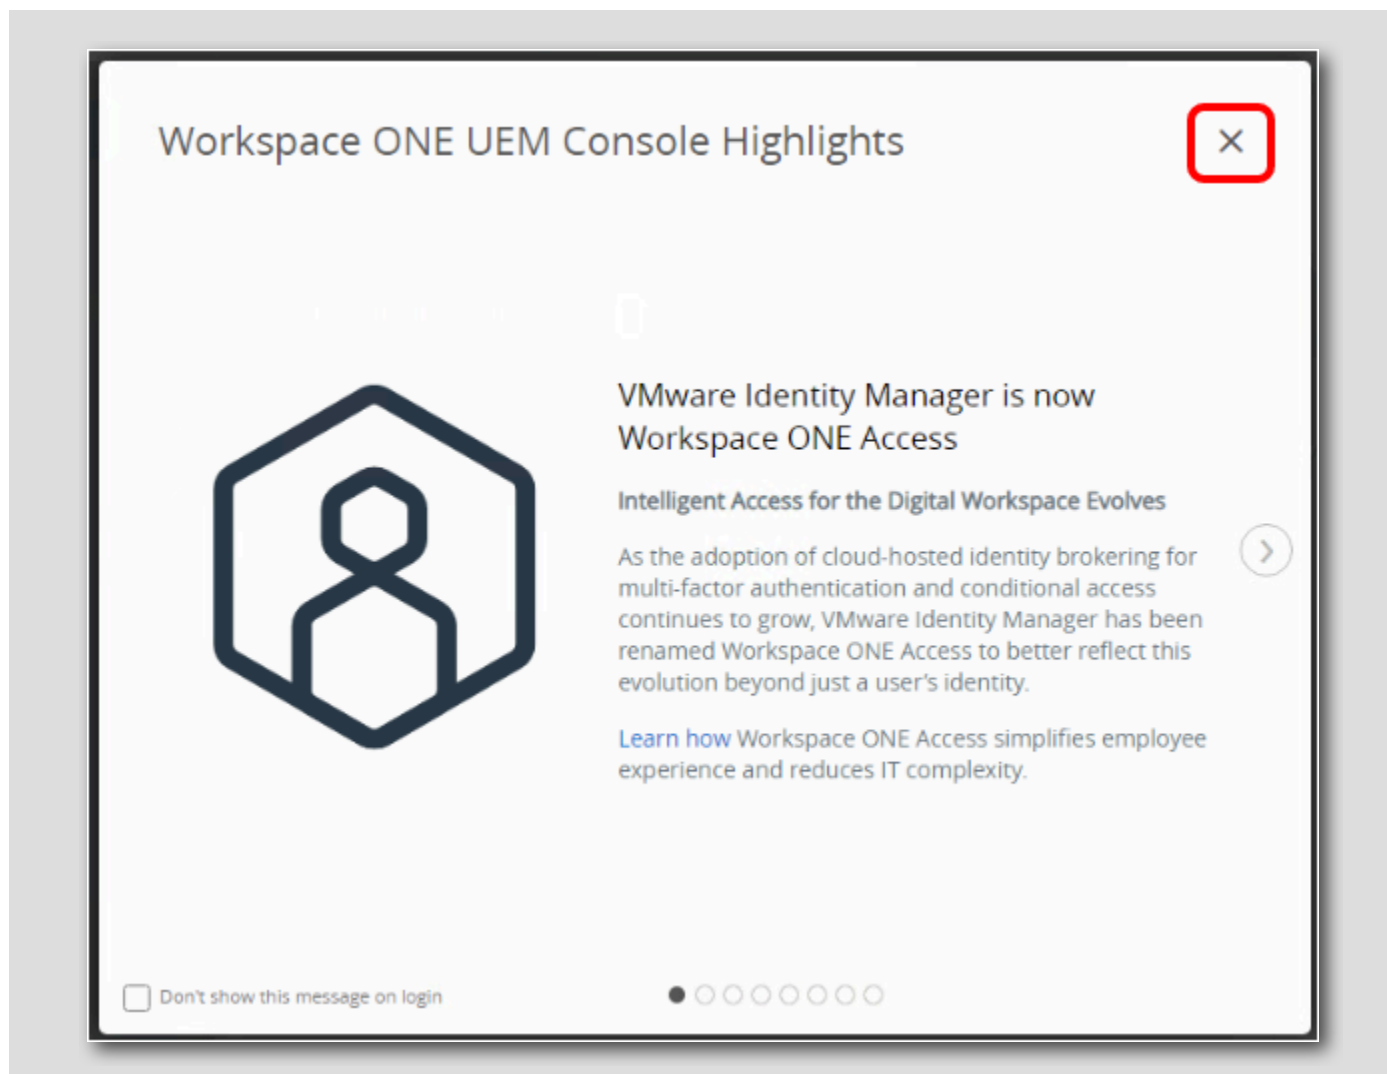 Workspace ONE UEM Console Highlights
VMware Identity Manager is now
Workspace ONE Access
Intelligent Access for the Digital Workspace Evolves
As the adoption of cloud-hosted identity brokering for
multi-factor authentication and conditional access
continues to grow, VMware Identity Manager has been
renamed Workspace ONE Access to better reflect this
evolution beyond just a user's identity.
Learn how Workspace ONE Access simplifies employee
experience and reduces IT complexity.
Don't show this message on login